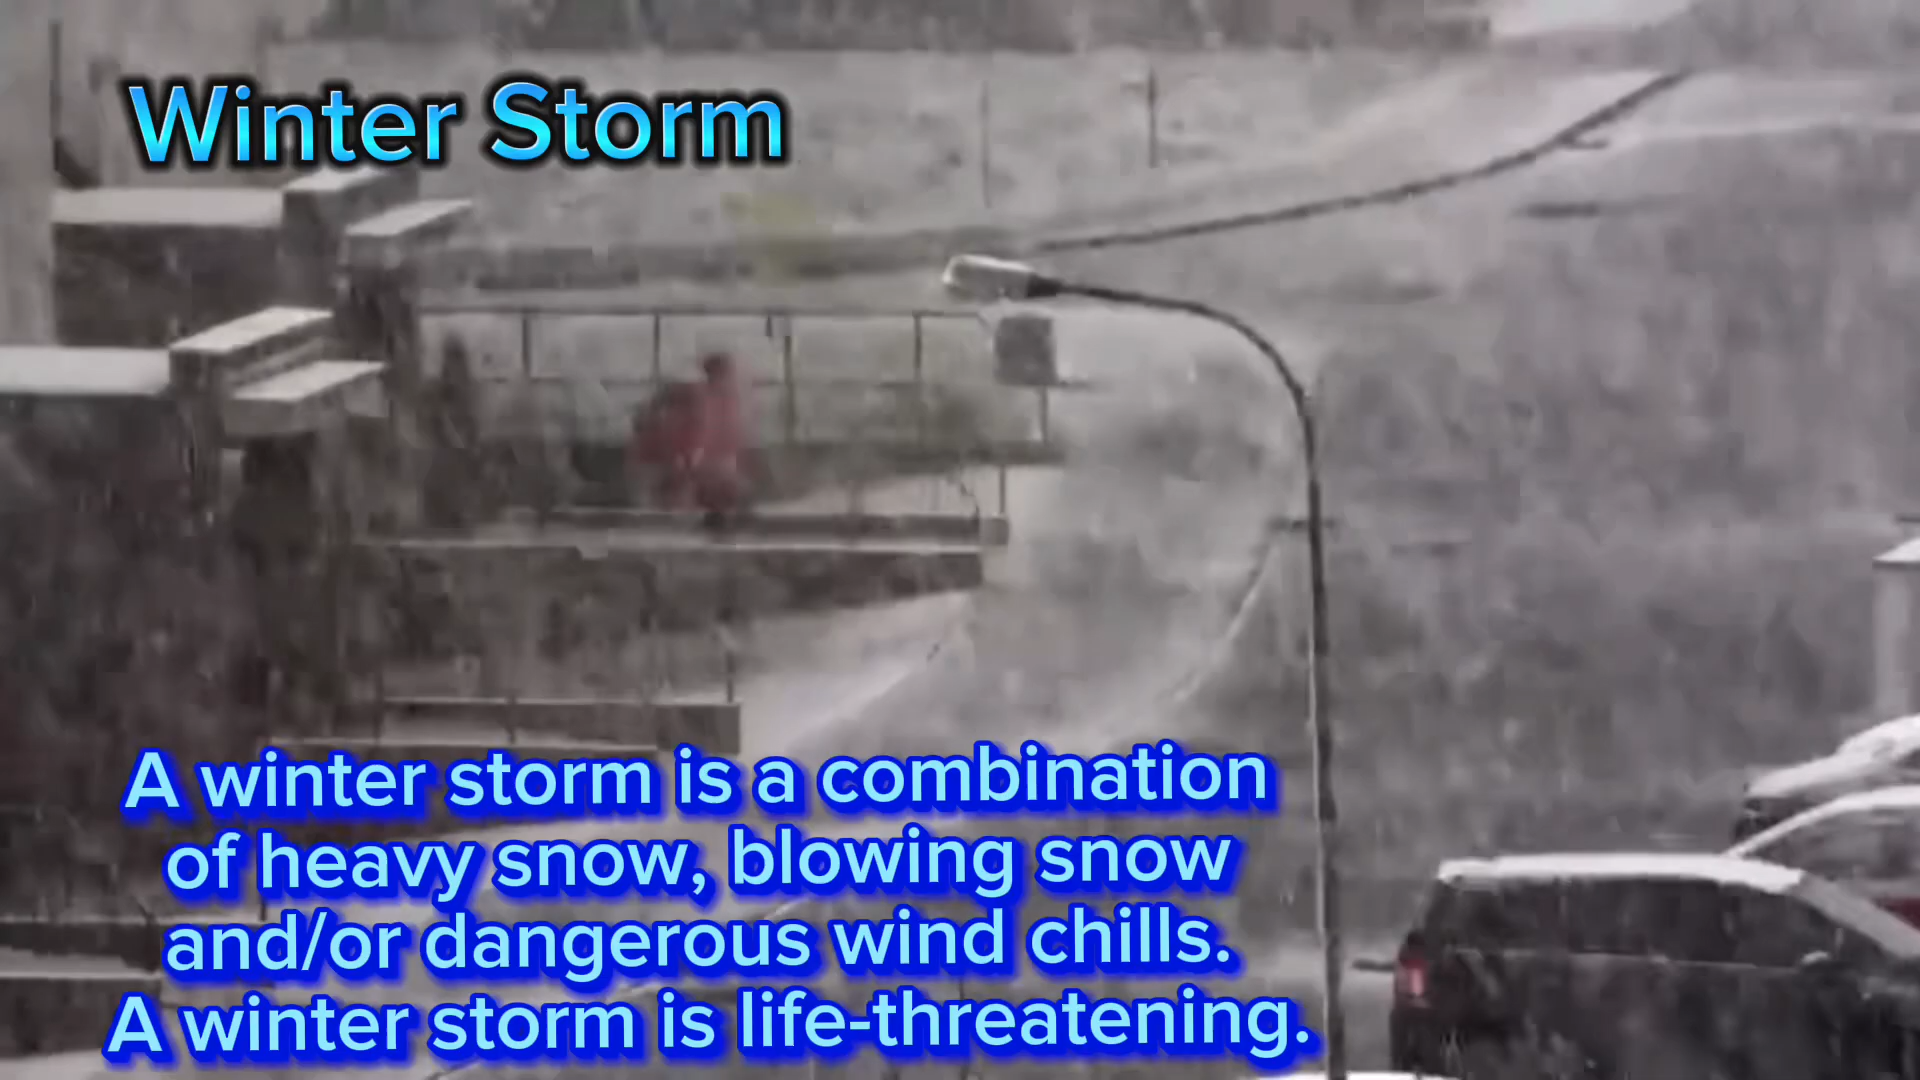 Winter Storm
A winter storm is a combination
of heavy snow, blowing snow
and/or dangerous wind chills.
A winter storm is life-threatening.